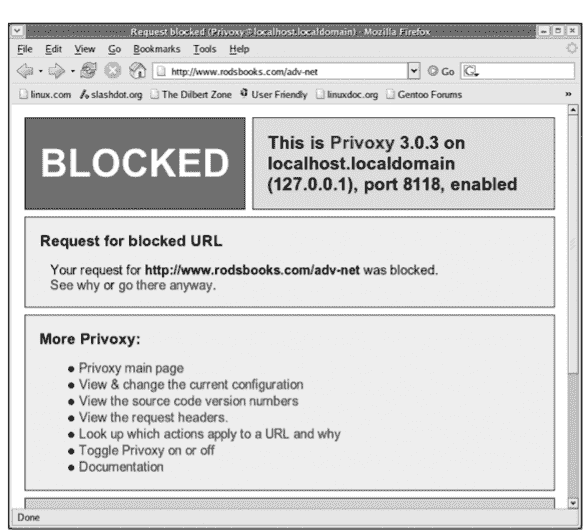 Request blocked (Privoxy@localhost.localdomain) - Mozilla Firefox
File Edit View Go Bookmarks Tools Help
http://www.rodsbooks.com/adv-net Go G
linux.com slashdot.org The Dilbert Zone User Friendly linuxdoc.org Gentoo Forums »
BLOCKED
This is Privoxy 3.0.3 on
localhost.localdomain
(127.0.0.1), port 8118, enabled
Request for blocked URL
Your request for http://www.rodsbooks.com/adv-net was blocked.
See why or go there anyway.
More Privoxy:
• Privoxy main page
• View & change the current configuration
• View the source code version numbers
• View the request headers.
• Look up which actions apply to a URL and why
• Toggle Privoxy on or off
• Documentation
Done